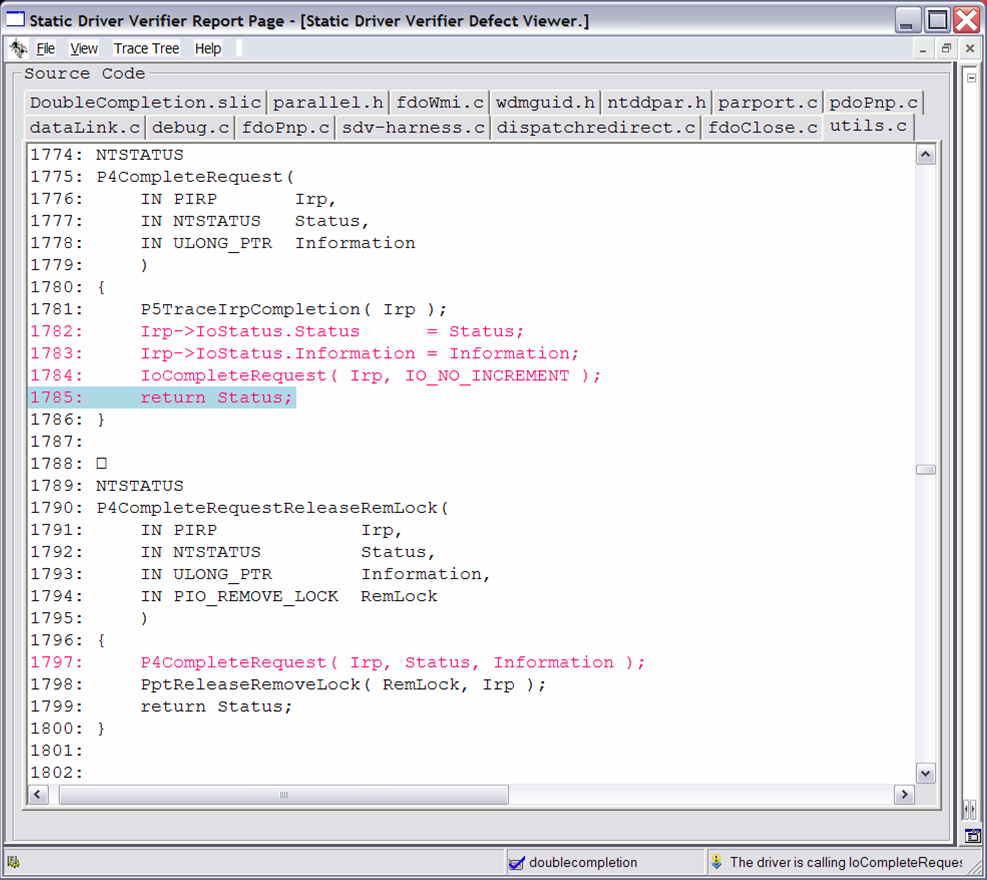 Static Driver Verifier Report Page - [Static Driver Verifier Defect Viewer.]
File View Trace Tree Help
Source Code
DoubleCompletion.slic parallel.h fdoWmi.c wdmguid.h ntddpar.h parport.c pdoPnp.c
dataLink.c debug.c fdoPnp.c sdv-harness.c dispatchredirect.c fdoClose.c utils.c
1774: NTSTATUS
1775: P4CompleteRequest(
1776:     IN PIRP       Irp,
1777:     IN NTSTATUS   Status,
1778:     IN ULONG_PTR  Information
1779:     )
1780: {
1781:     P5TraceIrpCompletion( Irp );
1782:     Irp->IoStatus.Status      = Status;
1783:     Irp->IoStatus.Information = Information;
1784:     IoCompleteRequest( Irp, IO_NO_INCREMENT );
1785:     return Status;
1786: }
1787:
1788: □
1789: NTSTATUS
1790: P4CompleteRequestReleaseRemLock(
1791:     IN PIRP             Irp,
1792:     IN NTSTATUS         Status,
1793:     IN ULONG_PTR        Information,
1794:     IN PIO_REMOVE_LOCK  RemLock
1795:     )
1796: {
1797:     P4CompleteRequest( Irp, Status, Information );
1798:     PptReleaseRemoveLock( RemLock, Irp );
1799:     return Status;
1800: }
1801:
1802:
doublecompletion The driver is calling IoCompleteReques